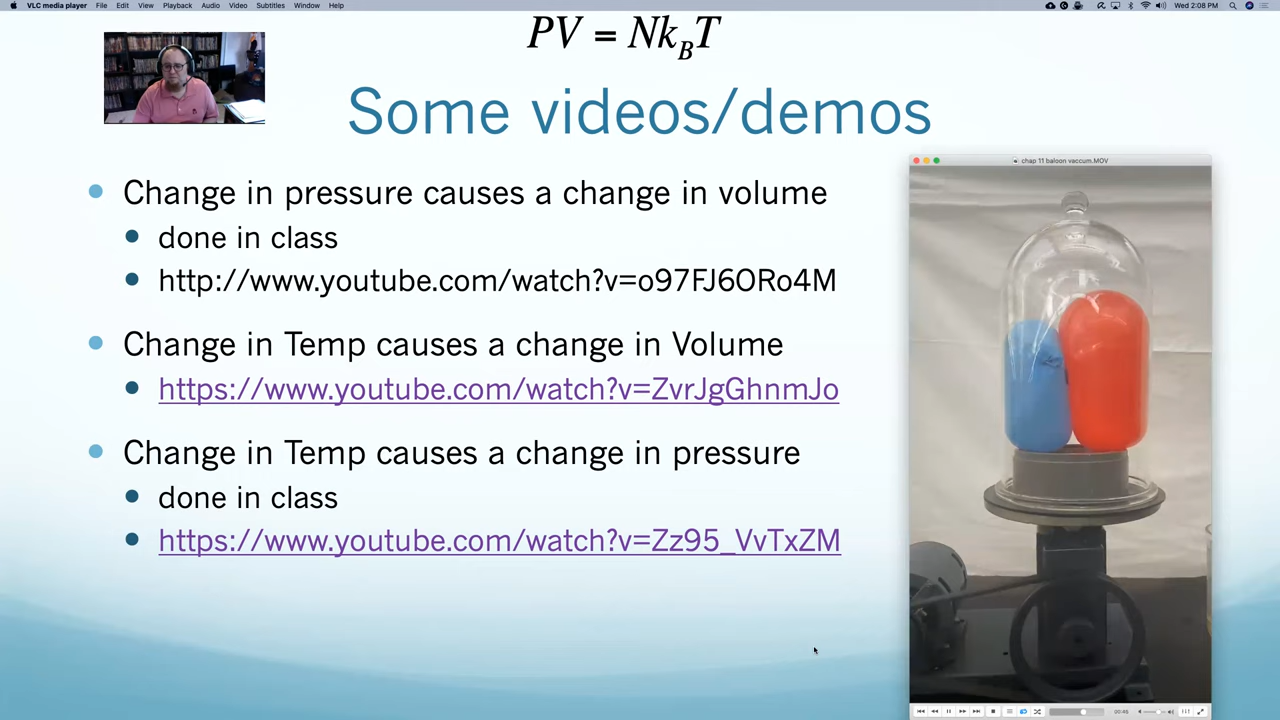 VLC media player File Edit View Playback Audio Video Subtitles Window Help Wed 2:08 PM
PV = Nk_BT
Some videos/demos
Change in pressure causes a change in volume
done in class
http://www.youtube.com/watch?v=o97FJ6ORo4M
Change in Temp causes a change in Volume
https://www.youtube.com/watch?v=ZvrJgGhnmJo
Change in Temp causes a change in pressure
done in class
https://www.youtube.com/watch?v=Zz95_VvTxZM
chap 11 baloon vaccum.MOV
00:46